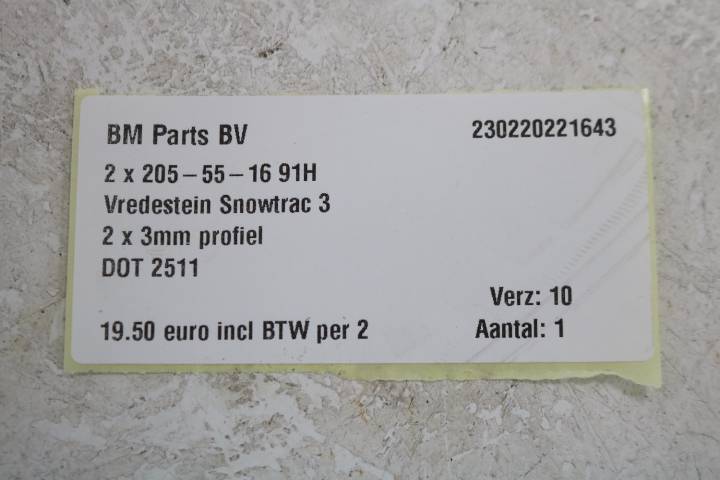 BM Parts BV
230220221643
2 x 205-55-16 91H
Vredestein Snowtrac 3
2 x 3mm profiel
DOT 2511
Verz: 10
19.50 euro incl BTW per 2
Aantal: 1